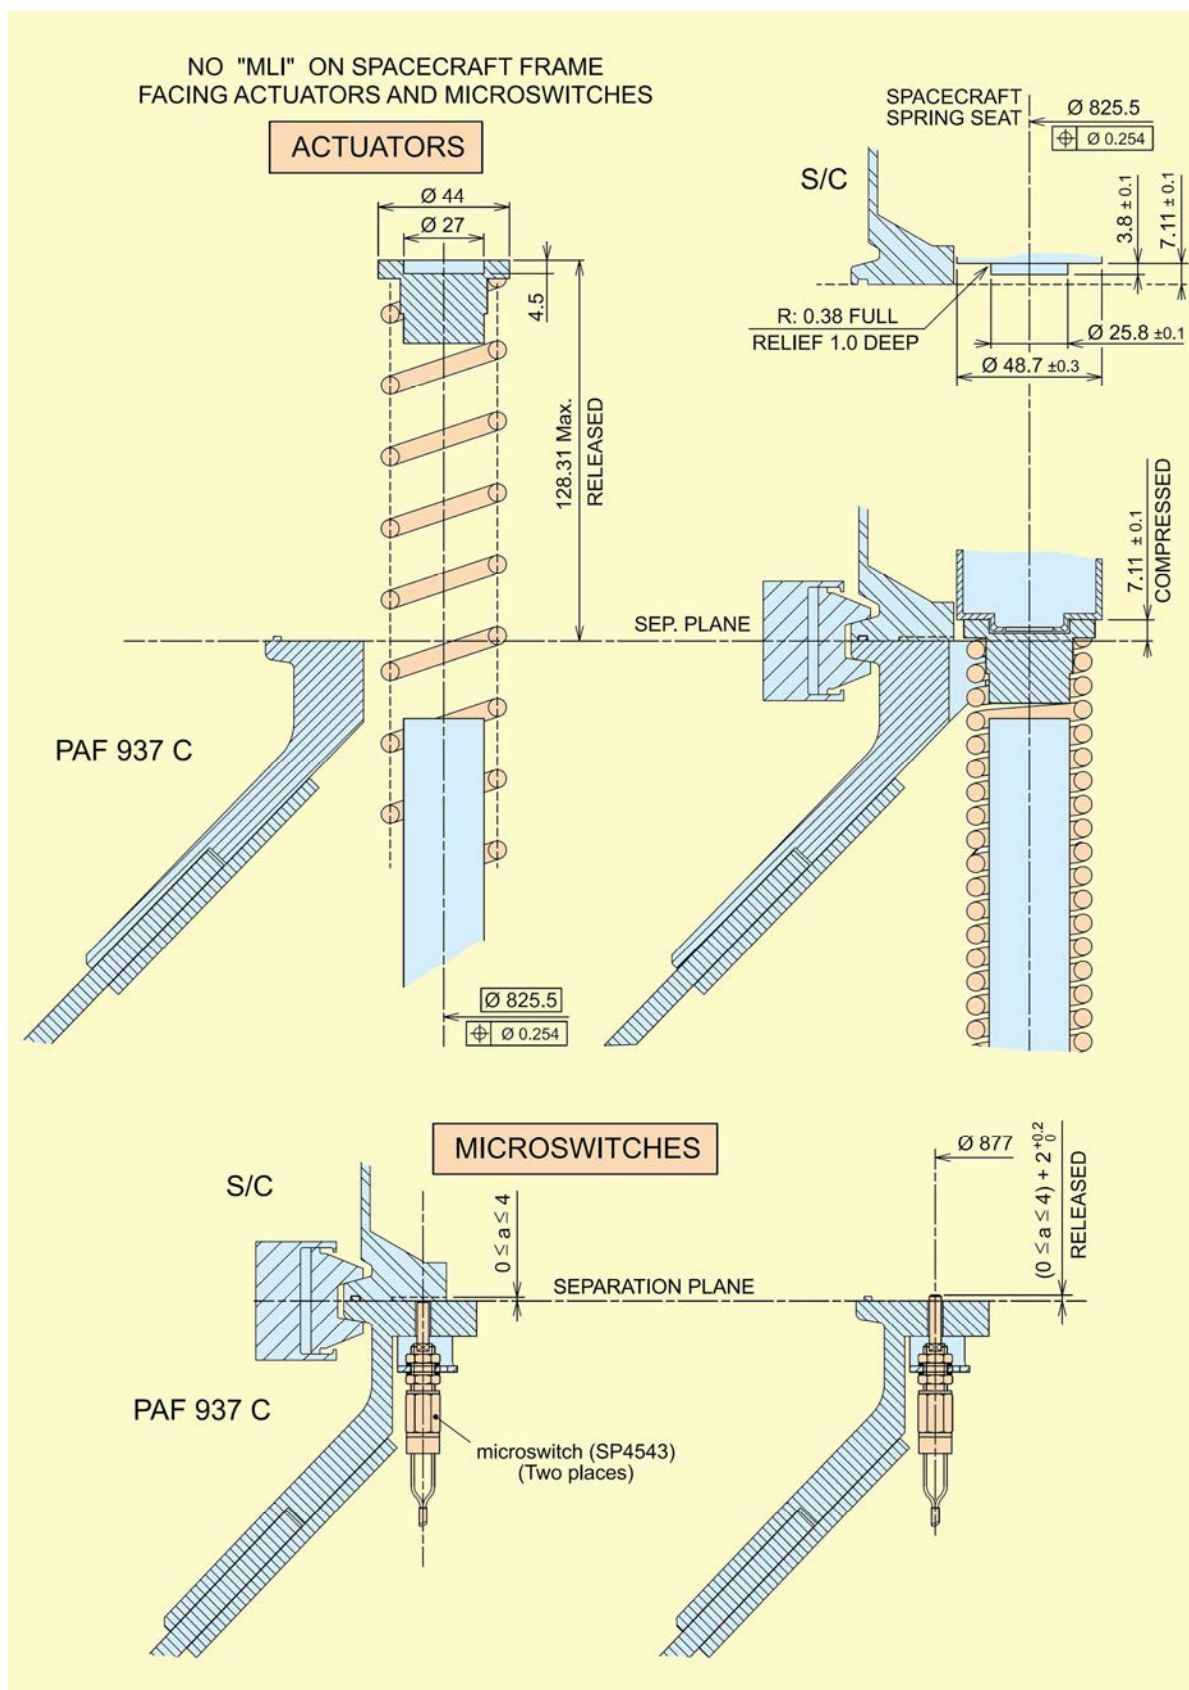 NO "MLI" ON SPACECRAFT FRAME
FACING ACTUATORS AND MICROSWITCHES
ACTUATORS
SPACECRAFT
SPRING SEAT
Ø 825.5
Ø 0.254
S/C
3.8 ± 0.1
7.11 ± 0.1
Ø 44
Ø 27
4.5
128.31 Max.
RELEASED
R: 0.38 FULL
RELIEF 1.0 DEEP
Ø 25.8 ±0.1
Ø 48.7 ±0.3
7.11 ± 0.1
COMPRESSED
SEP. PLANE
PAF 937 C
Ø 825.5
Ø 0.254
MICROSWITCHES
S/C
0 ≤ a ≤ 4
Ø 877
(0 ≤ a ≤ 4) + 2 +0.2 0
RELEASED
SEPARATION PLANE
PAF 937 C
microswitch (SP4543)
(Two places)